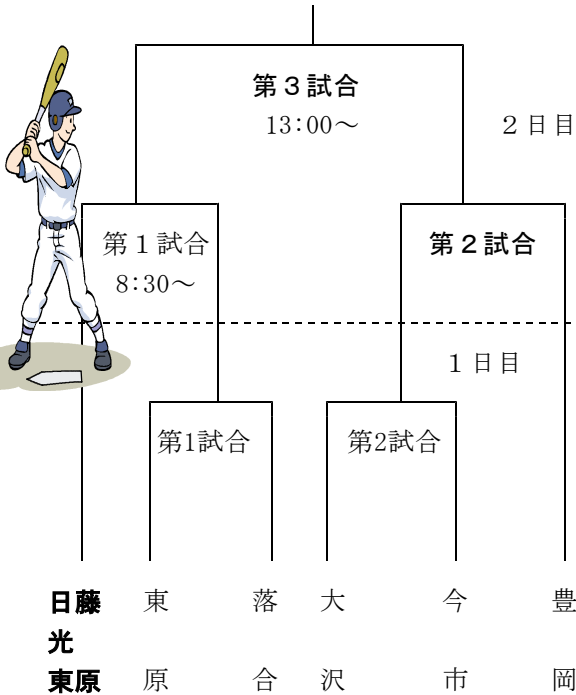 第３試合
13:00～
２日目
第１試合
8:30～
第２試合
１日目
第1試合
第2試合
日光東
藤原
東原
落合
大沢
今市
豊岡